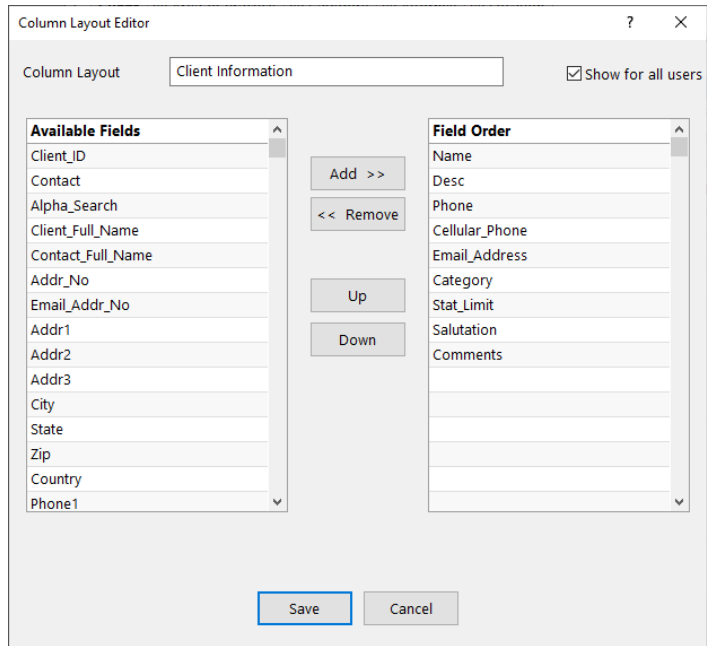 Column Layout Editor ?
Column Layout Client Information Show for all users
Available Fields
Client_ID
Contact
Alpha_Search
Client_Full_Name
Contact_Full_Name
Addr_No
Email_Addr_No
Addr1
Addr2
Addr3
City
State
Zip
Country
Phone1
Add >>
<< Remove
Up
Down
Field Order
Name
Desc
Phone
Cellular_Phone
Email_Address
Category
Stat_Limit
Salutation
Comments
Save Cancel